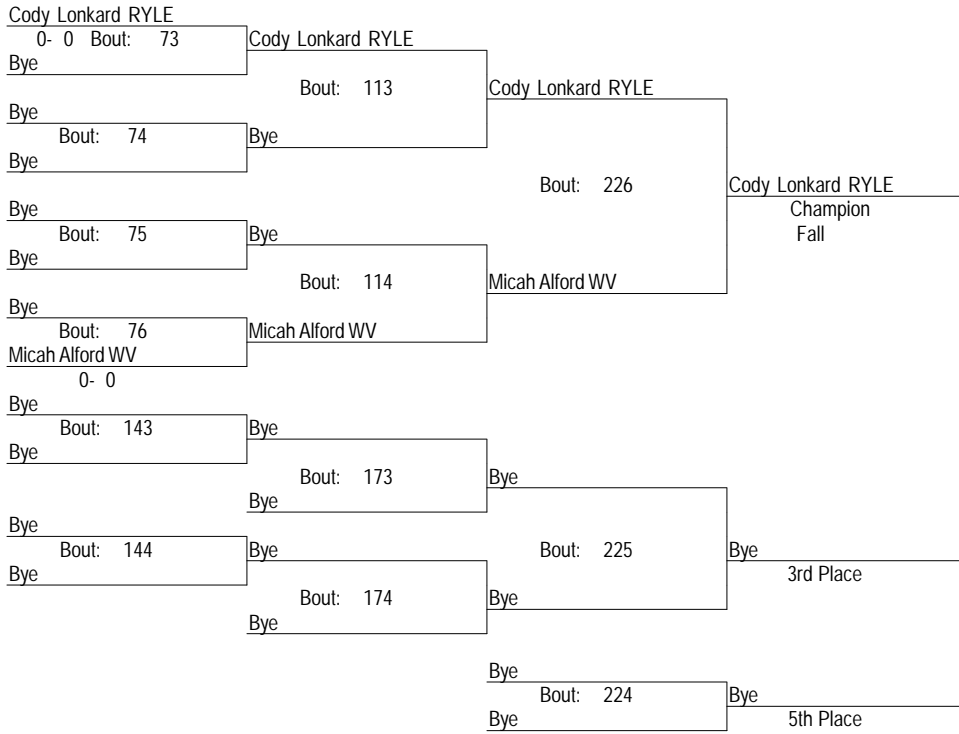 Cody Lonkard RYLE
0- 0 Bout: 73
Cody Lonkard RYLE
Bye
Bout: 113
Cody Lonkard RYLE
Bye
Bout: 74
Bye
Bye
Bout: 226
Cody Lonkard RYLE
Champion
Fall
Bye
Bout: 75
Bye
Bye
Bout: 114
Micah Alford WV
Bye
Bout: 76
Micah Alford WV
Micah Alford WV
0- 0
Bye
Bout: 143
Bye
Bye
Bout: 173
Bye
Bye
Bye
Bout: 144
Bye
Bye
Bout: 225
Bye
3rd Place
Bout: 174
Bye
Bye
Bye
Bout: 224
Bye
Bye
5th Place